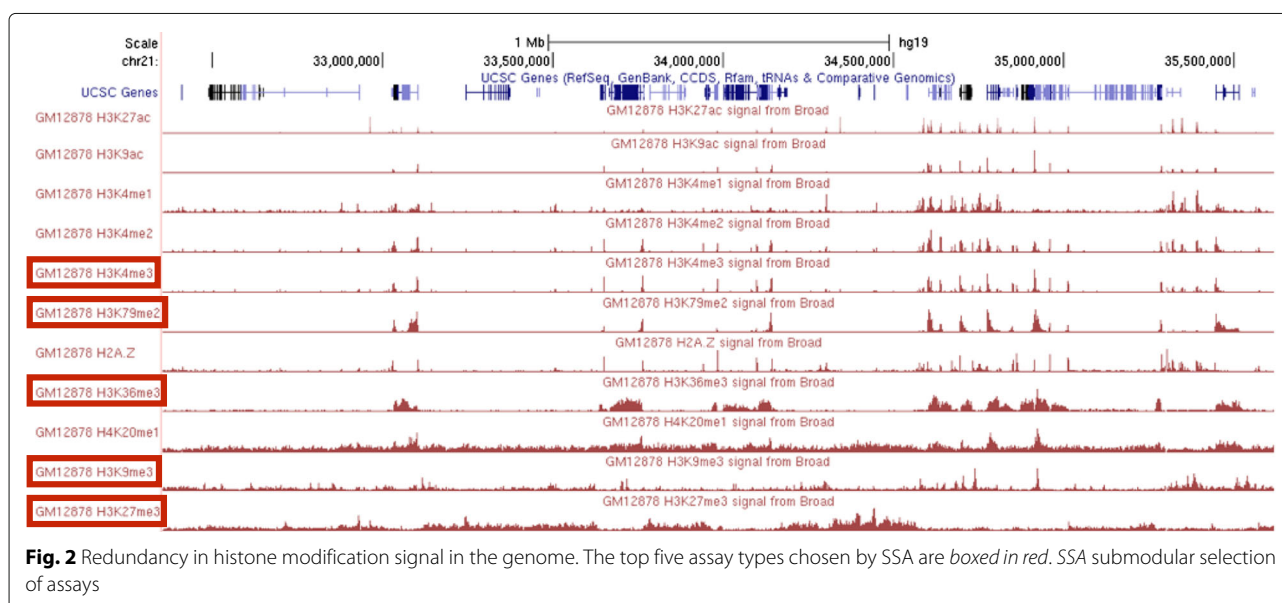 Scale 1 Mb hg19
chr21: 33,000,000 33,500,000 34,000,000 34,500,000 35,000,000 35,500,000
UCSC Genes (RefSeq, GenBank, CCDS, Rfam, tRNAs & Comparative Genomics)
UCSC Genes
GM12878 H3K27ac signal from Broad
GM12878 H3K27ac
GM12878 H3K9ac signal from Broad
GM12878 H3K9ac
GM12878 H3K4me1 signal from Broad
GM12878 H3K4me1
GM12878 H3K4me2 signal from Broad
GM12878 H3K4me2
GM12878 H3K4me3 signal from Broad
GM12878 H3K4me3
GM12878 H3K79me2 signal from Broad
GM12878 H3K79me2
GM12878 H2A.Z signal from Broad
GM12878 H2A.Z
GM12878 H3K36me3 signal from Broad
GM12878 H3K36me3
GM12878 H4K20me1 signal from Broad
GM12878 H4K20me1
GM12878 H3K9me3 signal from Broad
GM12878 H3K9me3
GM12878 H3K27me3 signal from Broad
GM12878 H3K27me3
Fig. 2 Redundancy in histone modification signal in the genome. The top five assay types chosen by SSA are boxed in red. SSA submodular selection
of assays